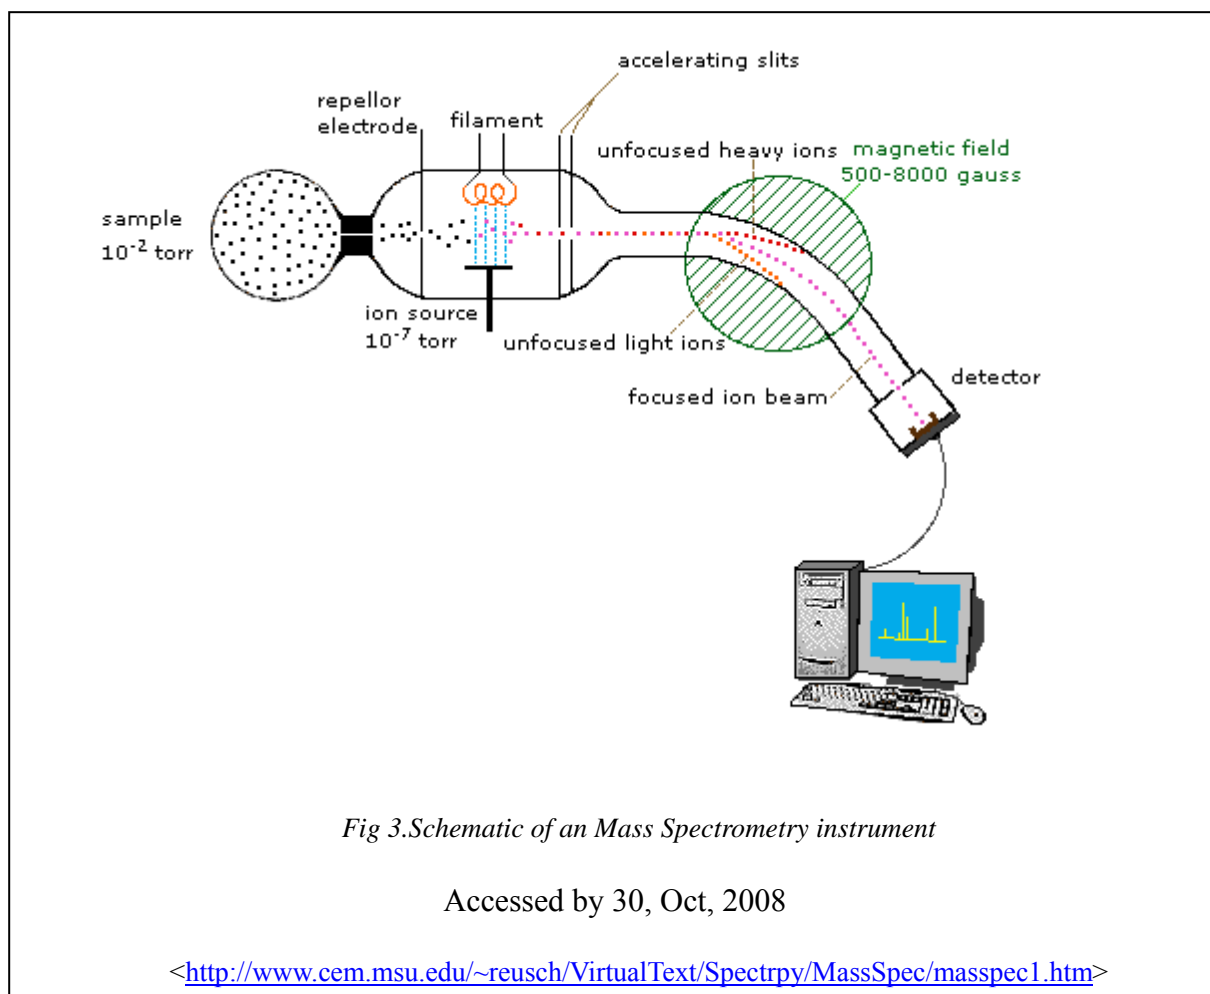 accelerating slits
repellor
electrode
filament
unfocused heavy ions
magnetic field
500-8000 gauss
sample
10-2 torr
ion source
10-7 torr
unfocused light ions
detector
focused ion beam
Fig 3.Schematic of an Mass Spectrometry instrument
Accessed by 30, Oct, 2008
<http://www.cem.msu.edu/~reusch/VirtualText/Spectrpy/MassSpec/masspec1.htm>